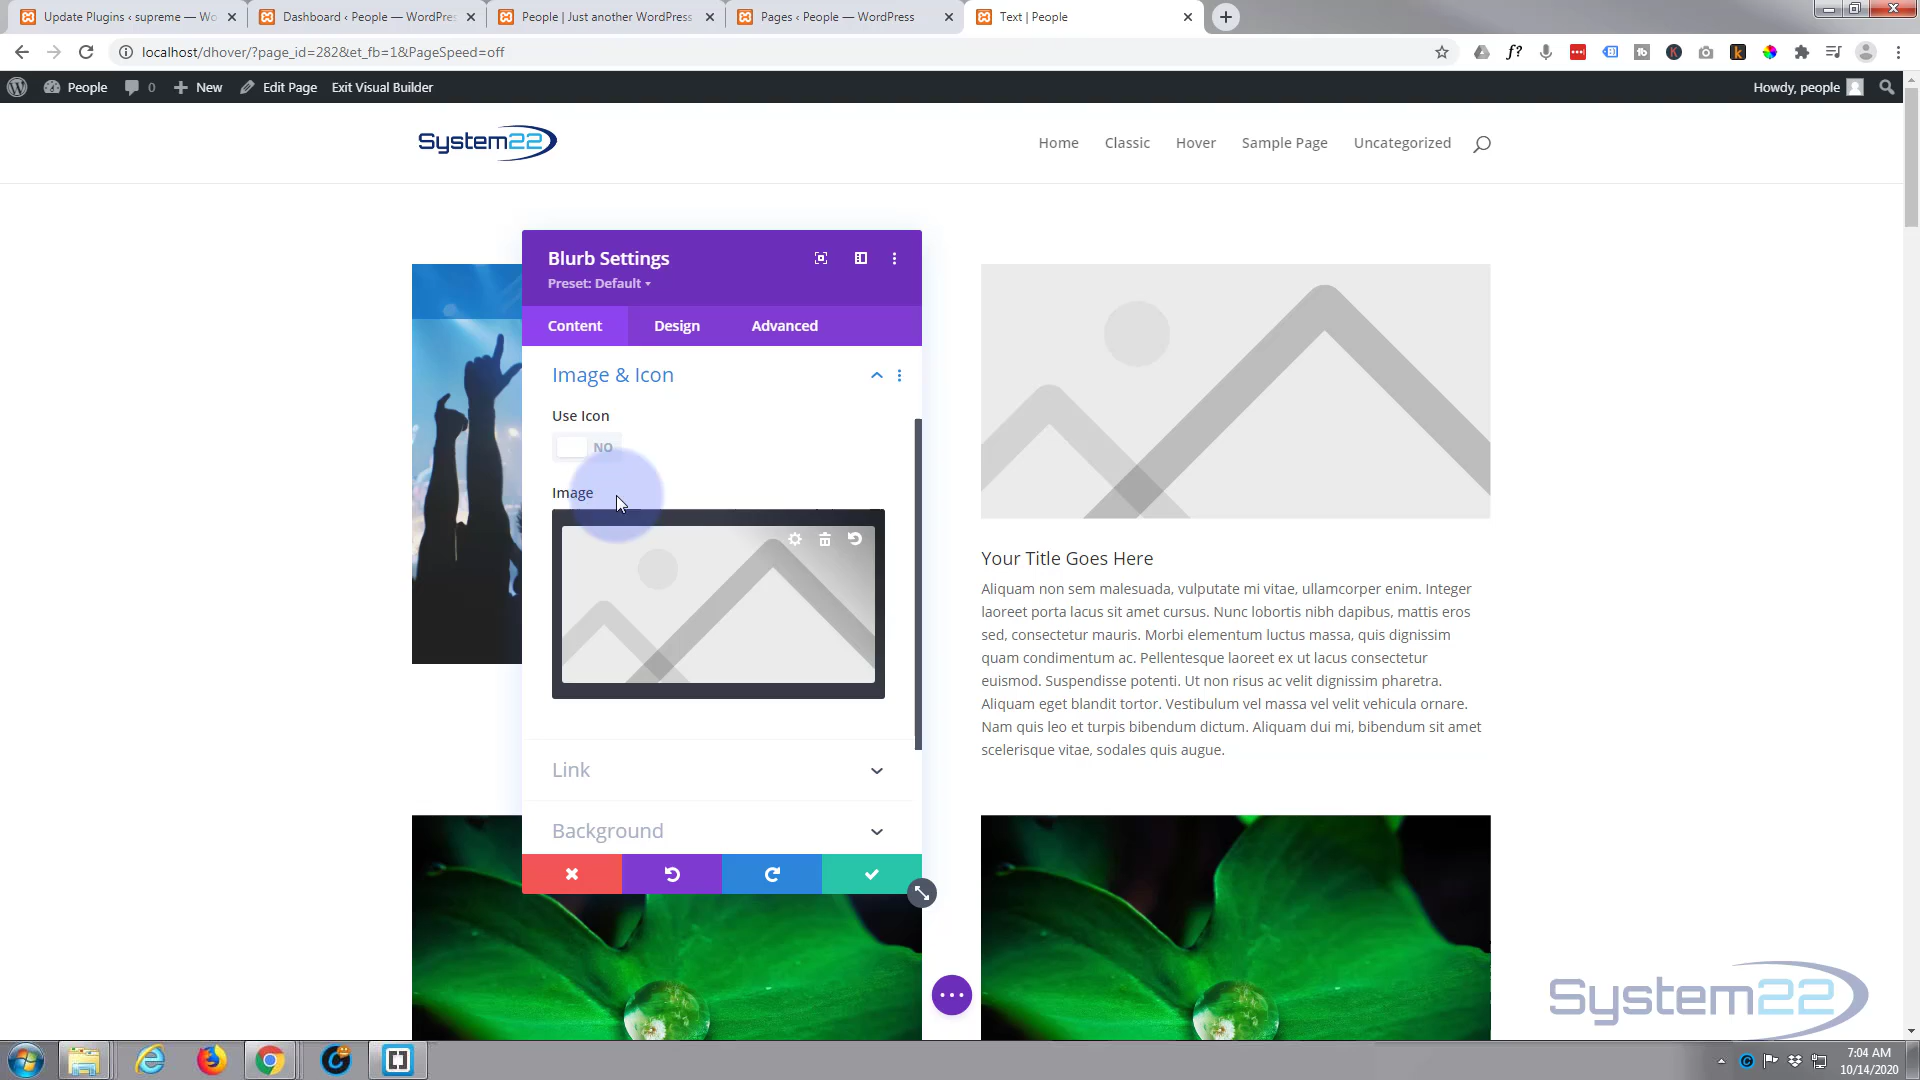 Update Plugins ‹ supreme — Wo
Dashboard ‹ People — WordPres
People | Just another WordPress
Pages ‹ People — WordPress
Text | People
localhost/dhover/?page_id=282&et_fb=1&PageSpeed=off
People
0
New
Edit Page
Exit Visual Builder
Howdy, people
System22
Home
Classic
Hover
Sample Page
Uncategorized
Blurb Settings
Preset: Default
Content
Design
Advanced
Image & Icon
Use Icon
NO
Image
Link
Background
Your Title Goes Here
Aliquam non sem malesuada, vulputate mi vitae, ullamcorper enim. Integer
laoreet porta lacus sit amet cursus. Nunc lobortis nibh dapibus, mattis eros
sed, consectetur mauris. Morbi elementum luctus massa, quis dignissim
quam condimentum ac. Pellentesque laoreet ex ut lacus consectetur
euismod. Suspendisse potenti. Ut non risus ac velit dignissim pharetra.
Aliquam eget blandit tortor. Vestibulum vel massa vel velit vehicula ornare.
Nam quis leo et turpis bibendum dictum. Aliquam dui mi, bibendum sit amet
scelerisque vitae, sodales quis augue.
System22
7:04 AM
10/14/2020